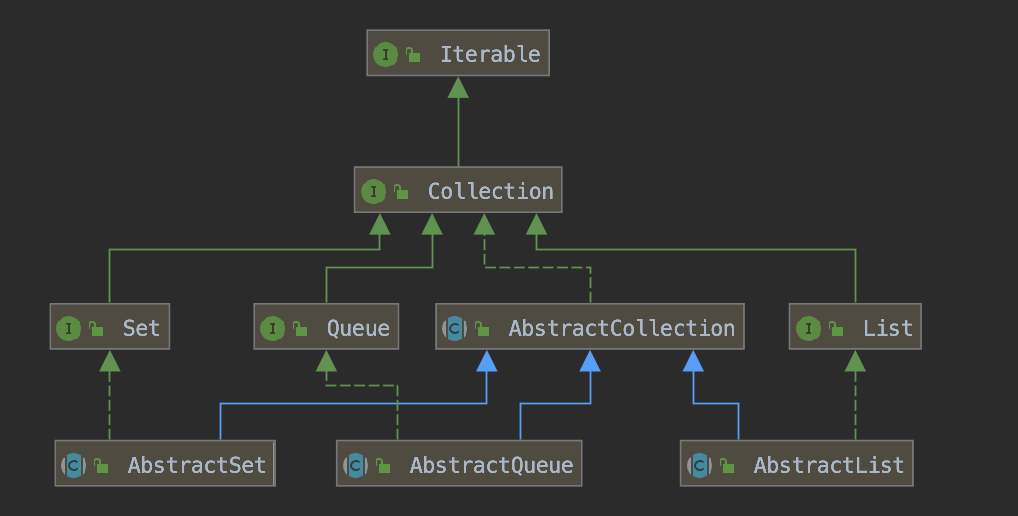 I Iterable
I Collection
I Set
I Queue
C AbstractCollection
I List
C AbstractSet
C AbstractQueue
C AbstractList